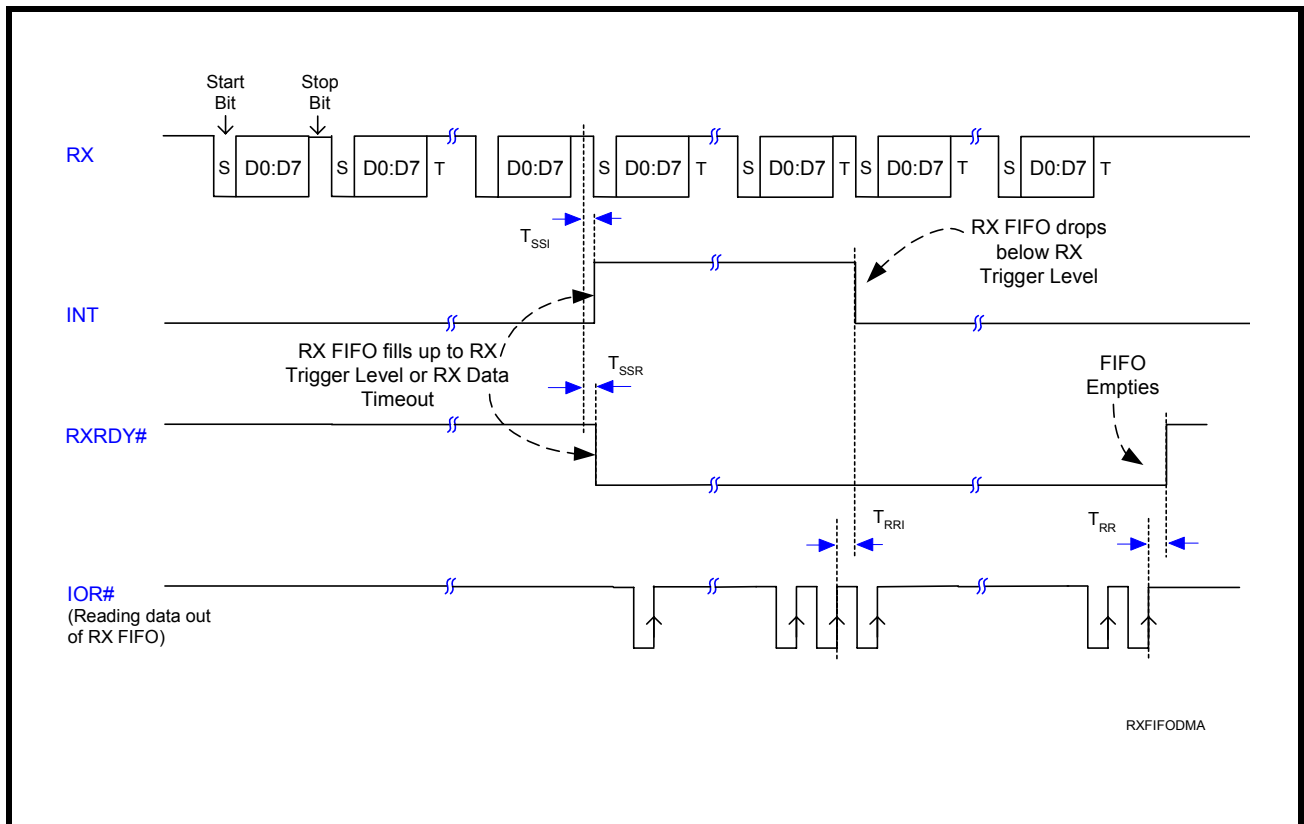 Start
Bit
Stop
Bit
RX
S D0:D7 S D0:D7 T D0:D7 S D0:D7 T S D0:D7 T S D0:D7 T S D0:D7 T
TSSI
RX FIFO drops
below RX
Trigger Level
INT
RX FIFO fills up to RX
Trigger Level or RX Data
Timeout
TSSR
FIFO
Empties
RXRDY#
TRRI
TRR
IOR#
(Reading data out
of RX FIFO)
RXFIFODMA